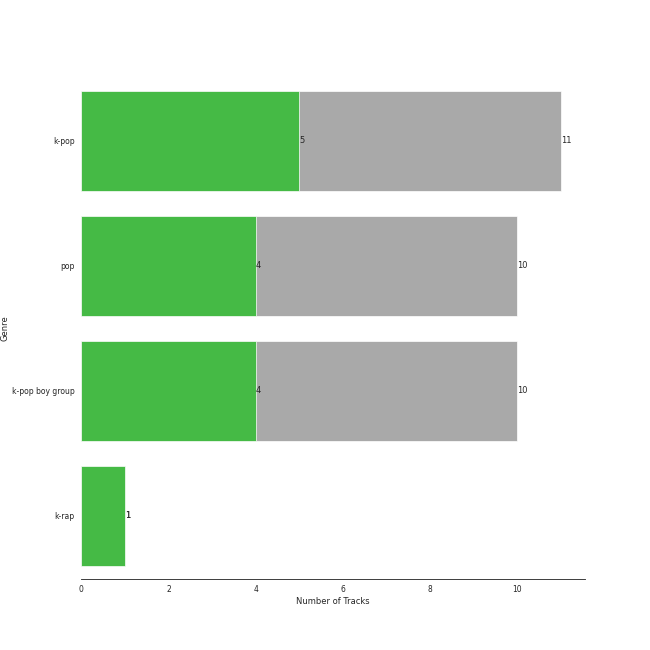 k-pop
5
11
pop
4
10
Genre
k-pop boy group
4
10
k-rap
1
0 2 4 6 8 10
Number of Tracks